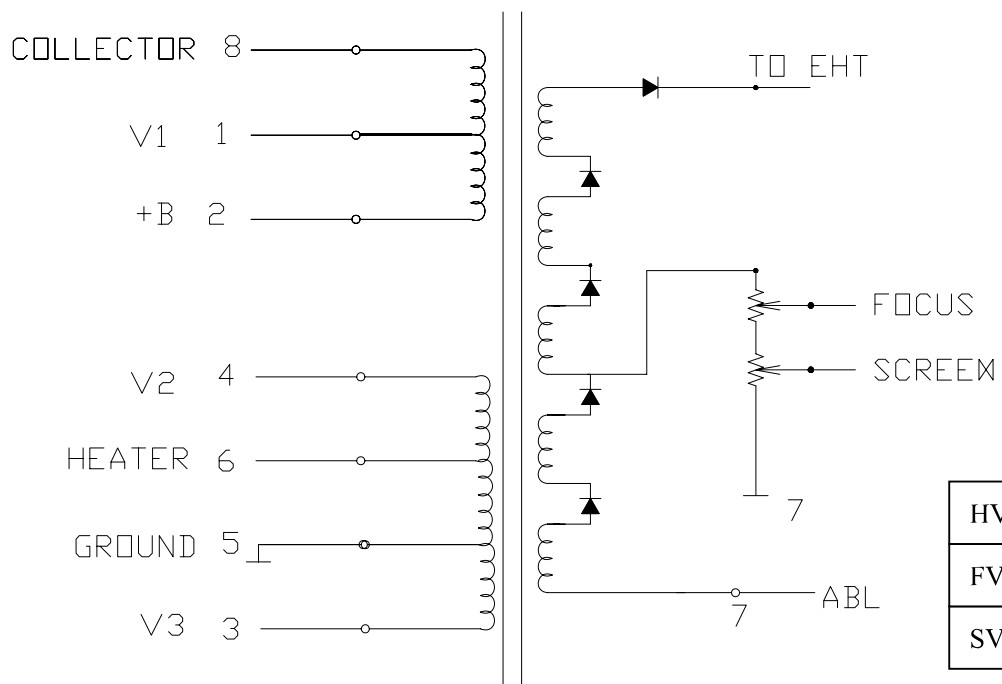 COLLECTOR 8
TO EHT
V1 1
+B 2
FOCUS
V2 4
SCREEN
HEATER 6
7
HV
GROUND 5
FV
ABL
7
V3 3
SV